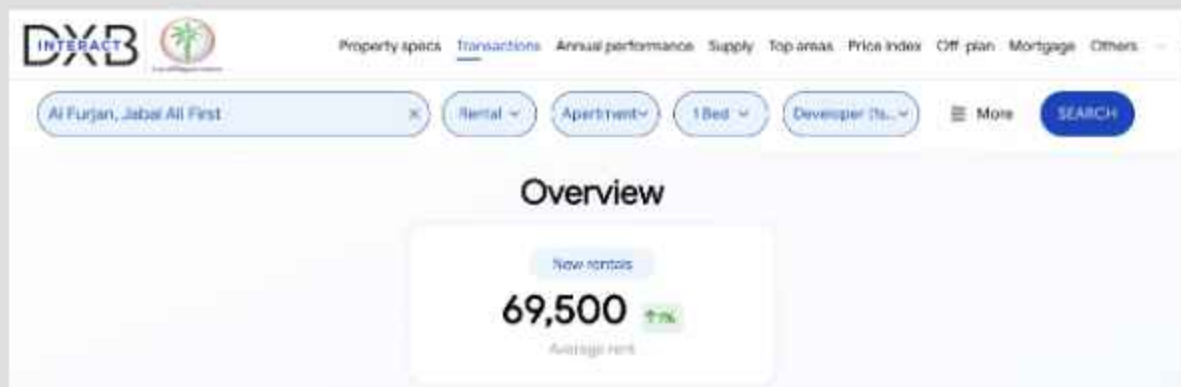 DXB
INTERACT
Property specs Transactions Annual performance Supply Top areas Price Index Off plan Mortgage Others
Al Furjan, Jabal Ali First × Rental Apartment 1 Bed Developer More SEARCH
Overview
New rentals
69,500
Average rent